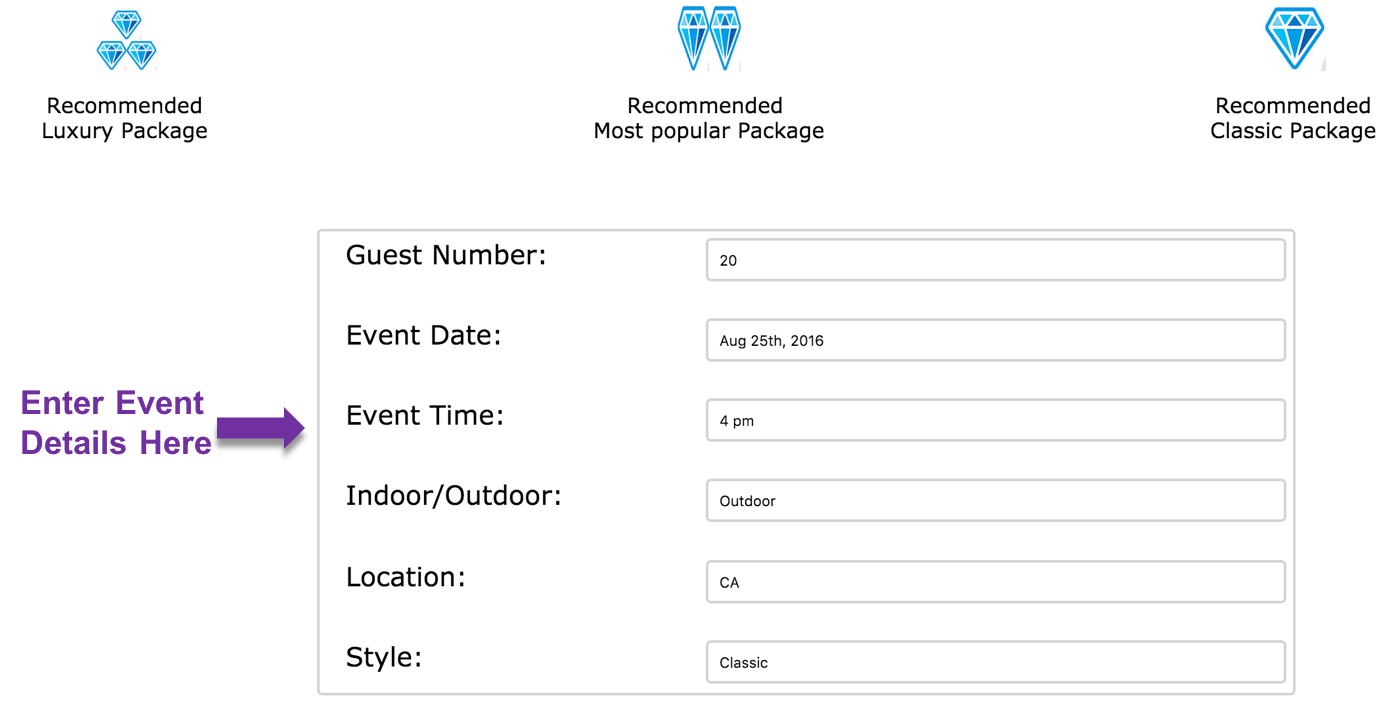 Recommended
Luxury Package
Recommended
Most popular Package
Recommended
Classic Package
Guest Number:
20
Event Date:
Aug 25th, 2016
Enter Event
Details Here
Event Time:
4 pm
Indoor/Outdoor:
Outdoor
Location:
CA
Style:
Classic